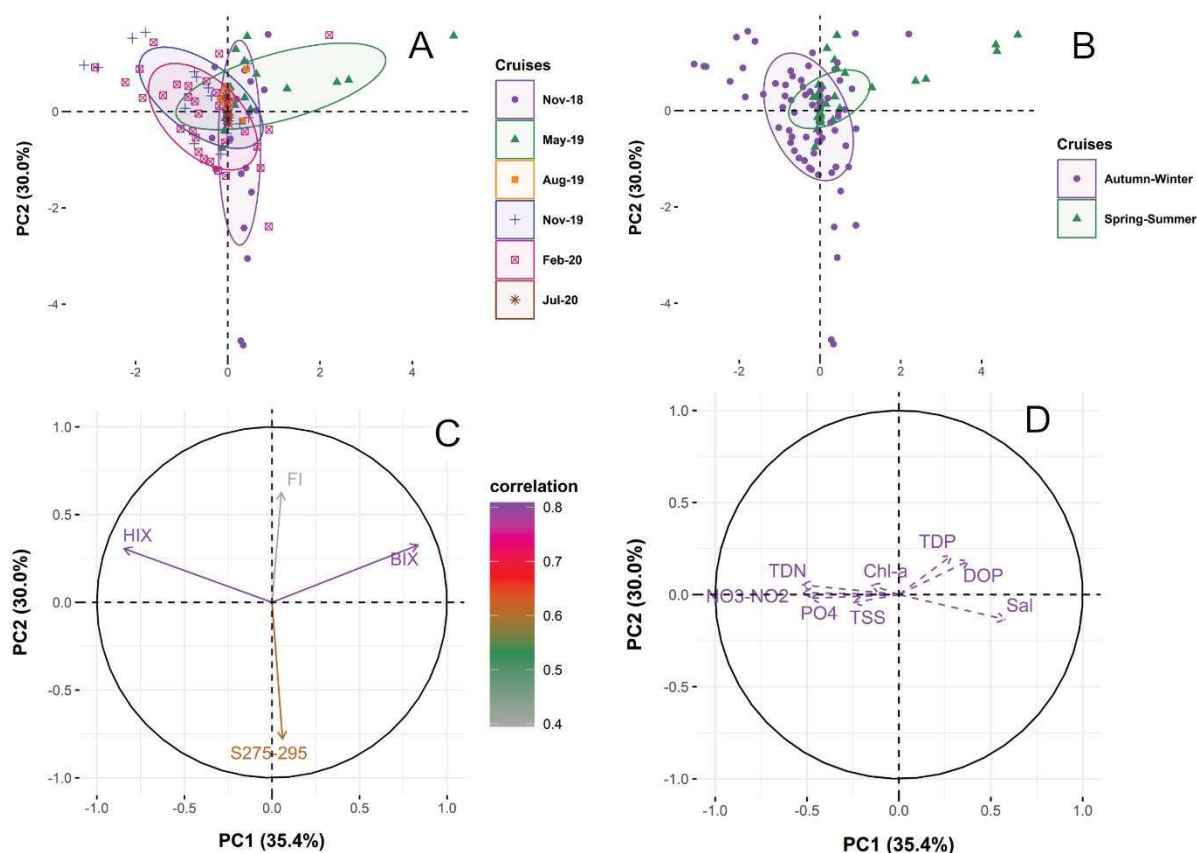 A
B
Cruises
Nov-18
May-19
Aug-19
Nov-19
Feb-20
Jul-20
Cruises
Autumn-Winter
Spring-Summer
PC2 (30.0%)
0
-2
-4
-2
0
2
4
PC2 (30.0%)
0
-2
-4
-2
0
2
4
C
D
1.0
0.5
0.0
-0.5
-1.0
-1.0
-0.5
0.0
0.5
1.0
PC2 (30.0%)
PC1 (35.4%)
FI
HIX
BIX
S275-295
correlation
0.8
0.7
0.6
0.5
0.4
1.0
0.5
0.0
-0.5
-1.0
-1.0
-0.5
0.0
0.5
1.0
PC2 (30.0%)
PC1 (35.4%)
TDP
DOP
Chl-a
TDN
NO3-NO2
PO4
TSS
Sal